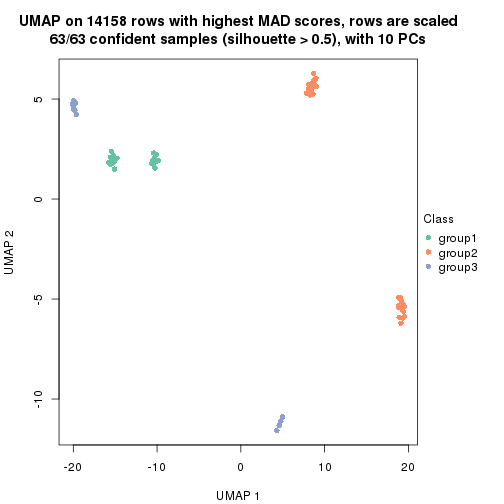 UMAP on 14158 rows with highest MAD scores, rows are scaled
63/63 confident samples (silhouette > 0.5), with 10 PCs
5
0
-5
-10
UMAP 2
-20
-10
0
10
20
UMAP 1
Class
group1
group2
group3